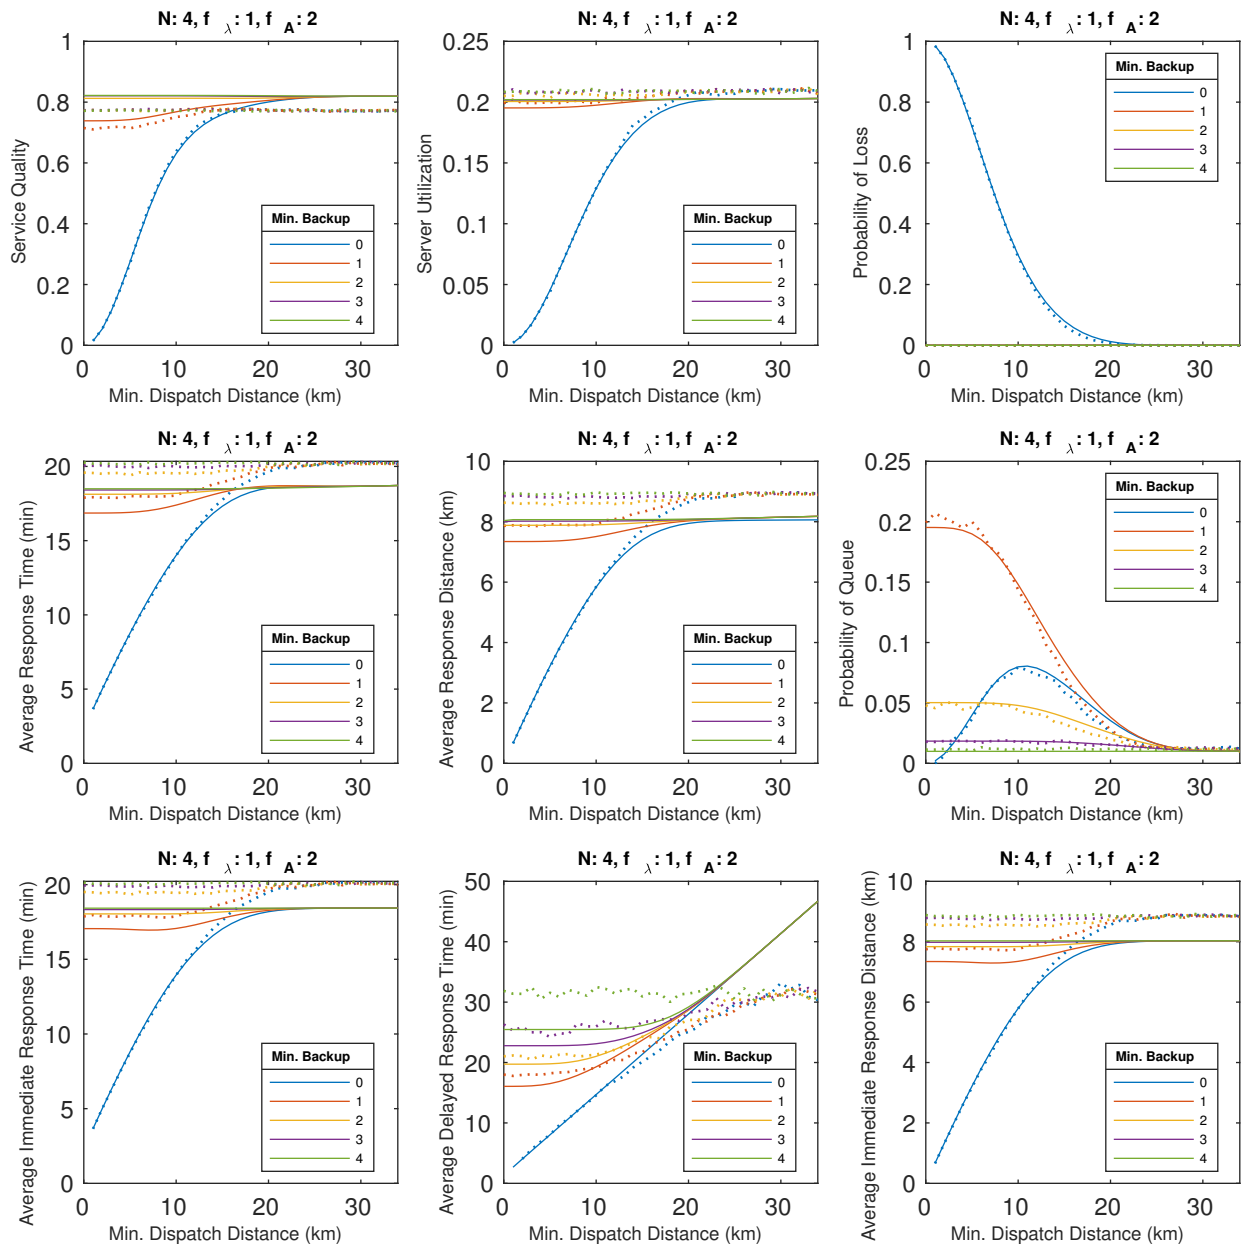 N: 4, f λ: 1, f A: 2
Service Quality
1
0.8
0.6
0.4
0.2
0
0 10 20 30
Min. Dispatch Distance (km)
Min. Backup
0
1
2
3
4
N: 4, f λ: 1, f A: 2
Server Utilization
0.25
0.2
0.15
0.1
0.05
0
0 10 20 30
Min. Dispatch Distance (km)
Min. Backup
0
1
2
3
4
N: 4, f λ: 1, f A: 2
Probability of Loss
1
0.8
0.6
0.4
0.2
0
0 10 20 30
Min. Dispatch Distance (km)
Min. Backup
0
1
2
3
4
N: 4, f λ: 1, f A: 2
Average Response Time (min)
20
15
10
5
0
0 10 20 30
Min. Dispatch Distance (km)
Min. Backup
0
1
2
3
4
N: 4, f λ: 1, f A: 2
Average Response Distance (km)
10
8
6
4
2
0
0 10 20 30
Min. Dispatch Distance (km)
Min. Backup
0
1
2
3
4
N: 4, f λ: 1, f A: 2
Probability of Queue
0.25
0.2
0.15
0.1
0.05
0
0 10 20 30
Min. Dispatch Distance (km)
Min. Backup
0
1
2
3
4
N: 4, f λ: 1, f A: 2
Average Immediate Response Time (min)
20
15
10
5
0
0 10 20 30
Min. Dispatch Distance (km)
Min. Backup
0
1
2
3
4
N: 4, f λ: 1, f A: 2
Average Delayed Response Time (min)
50
40
30
20
10
0
0 10 20 30
Min. Dispatch Distance (km)
Min. Backup
0
1
2
3
4
N: 4, f λ: 1, f A: 2
Average Immediate Response Distance (km)
10
8
6
4
2
0
0 10 20 30
Min. Dispatch Distance (km)
Min. Backup
0
1
2
3
4